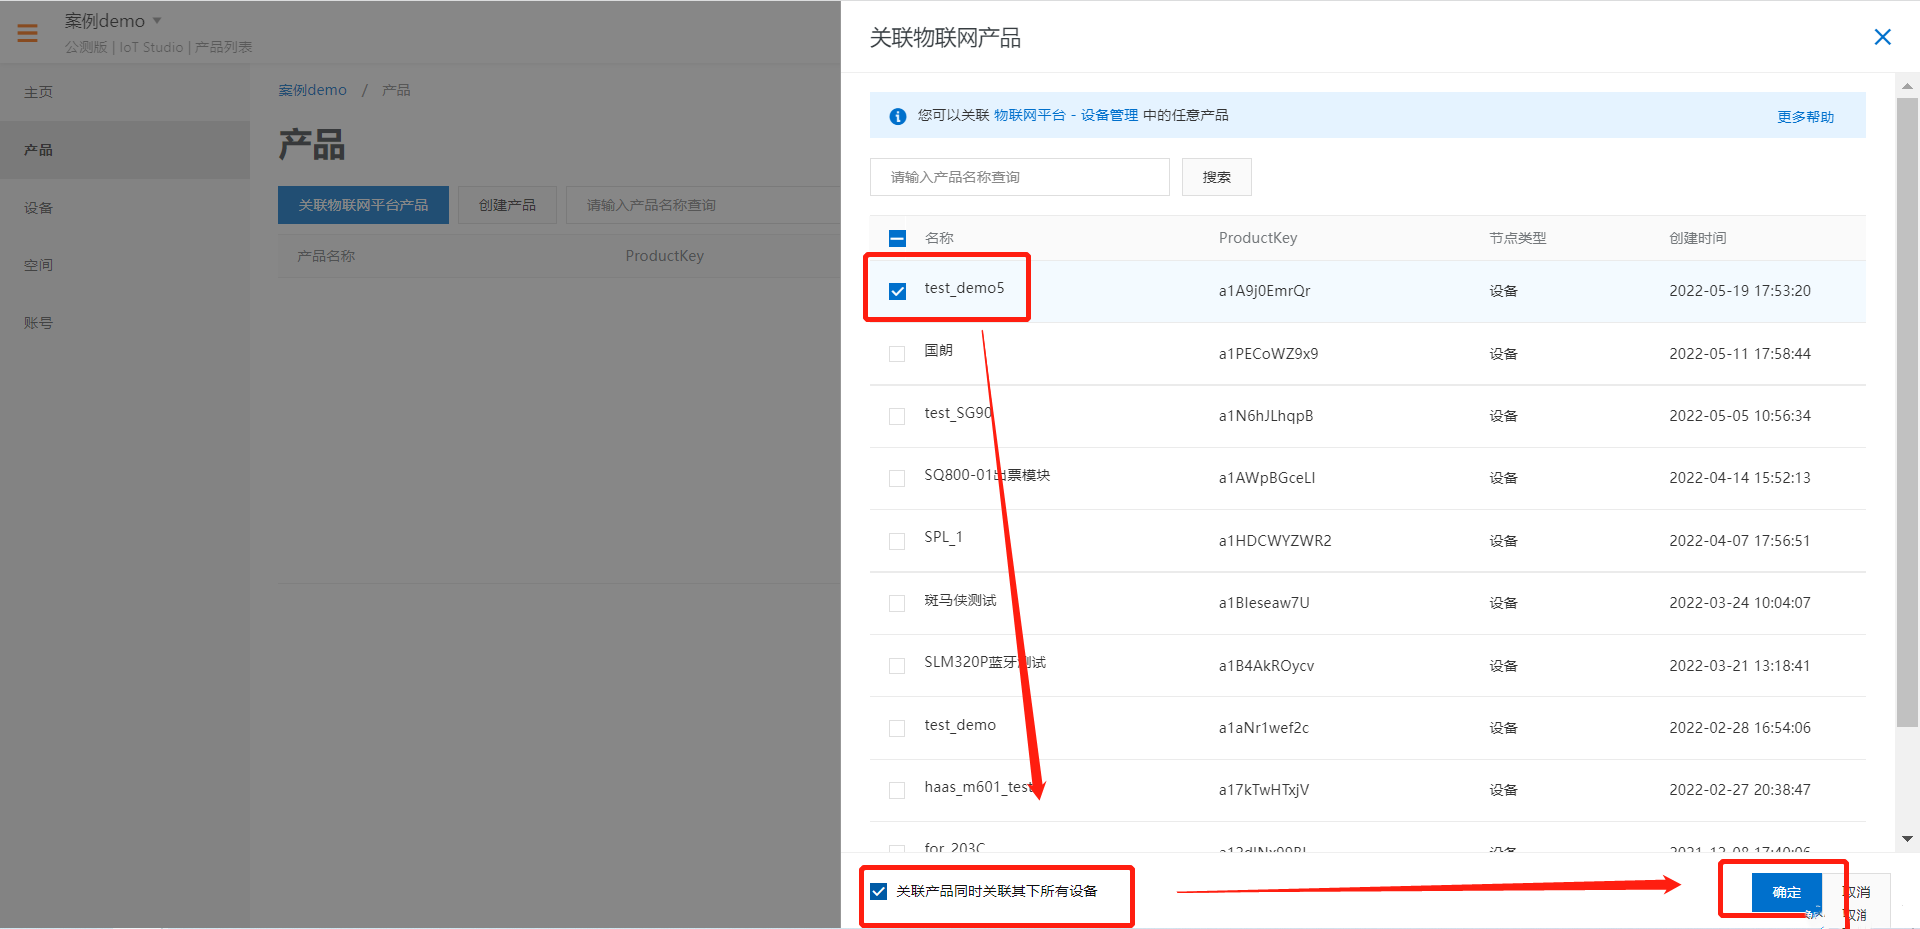 案例demo
公测版 | IoT Studio | 产品列表
主页
产品
设备
空间
账号
案例demo / 产品
产品
关联物联网平台产品 创建产品 请输入产品名称查询
产品名称 ProductKey
关联物联网产品
您可以关联 物联网平台 - 设备管理 中的任意产品 更多帮助
请输入产品名称查询 搜索
名称 ProductKey 节点类型 创建时间
test_demo5 a1A9j0EmrQr 设备 2022-05-19 17:53:20
国朗 a1PECoWZ9x9 设备 2022-05-11 17:58:44
test_SG90 a1N6hJLhqpB 设备 2022-05-05 10:56:34
SQ800-01出票模块 a1AWpBGceLI 设备 2022-04-14 15:52:13
SPL_1 a1HDCWYZWR2 设备 2022-04-07 17:56:51
斑马侠测试 a1BIeseaw7U 设备 2022-03-24 10:04:07
SLM320P蓝牙测试 a1B4AkROycv 设备 2022-03-21 13:18:41
test_demo a1aNr1wef2c 设备 2022-02-28 16:54:06
haas_m601_test a17kTwHTxjV 设备 2022-02-27 20:38:47
for_203C 设备 2021-12-08 17:40:06
关联产品同时关联其下所有设备 确定 取消
取消